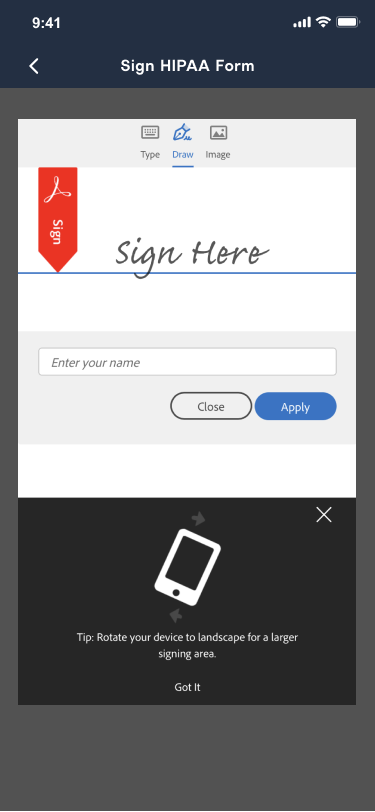 9:41
Sign HIPAA Form
Type Draw Image
Sign
Sign Here
Enter your name
Close Apply
Tip: Rotate your device to landscape for a larger
signing area.
Got It